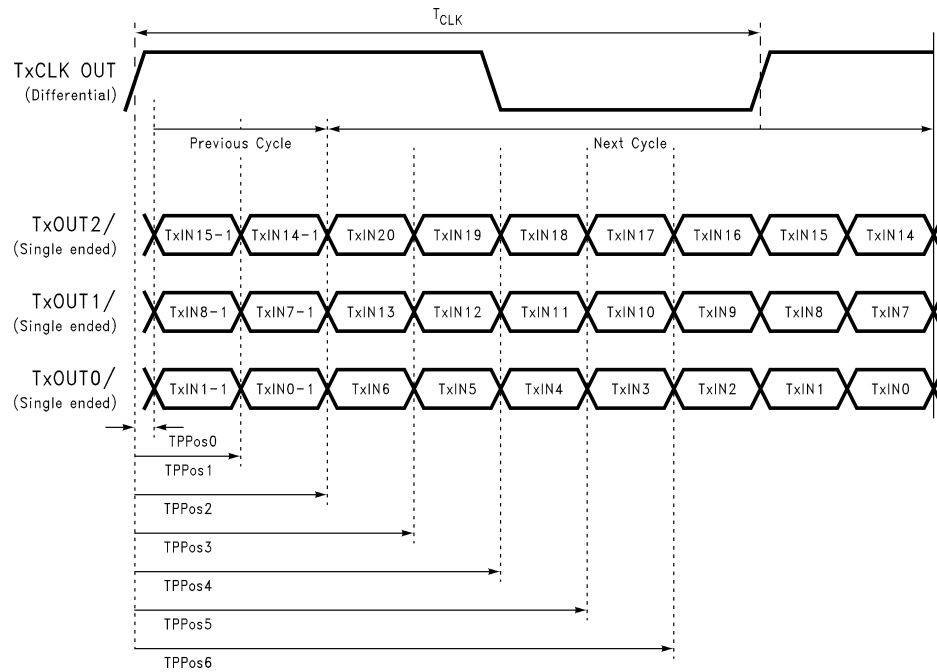 TCLK
TxCLK OUT
(Differential)
Previous Cycle
Next Cycle
TxOUT2/
(Single ended)
TxIN15-1 TxIN14-1 TxIN20 TxIN19 TxIN18 TxIN17 TxIN16 TxIN15 TxIN14
TxOUT1/
(Single ended)
TxIN8-1 TxIN7-1 TxIN13 TxIN12 TxIN11 TxIN10 TxIN9 TxIN8 TxIN7
TxOUT0/
(Single ended)
TxIN1-1 TxIN0-1 TxIN6 TxIN5 TxIN4 TxIN3 TxIN2 TxIN1 TxIN0
TPPos0
TPPos1
TPPos2
TPPos3
TPPos4
TPPos5
TPPos6